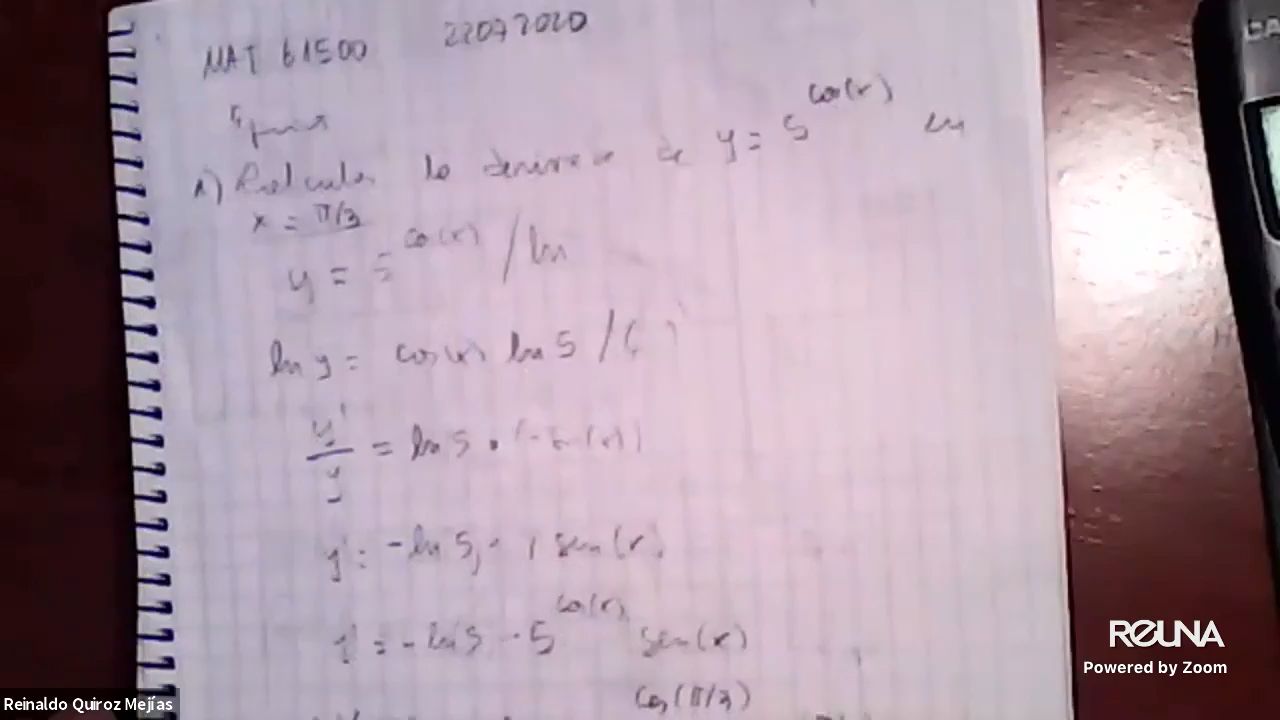 MAT 61500 22072020
1) Calcular la derivada de y = 5^cos(x) en
x = π/3
y = 5^cos(x) / ln
ln y = cos(x) ln 5 / ( )'
y'/y = ln 5 · (-sen(x))
y' = -ln 5 · y sen(x)
y' = -ln 5 · 5^cos(x) sen(x)
cos(π/3)
REUNA
Powered by Zoom
Reinaldo Quiroz Mejías